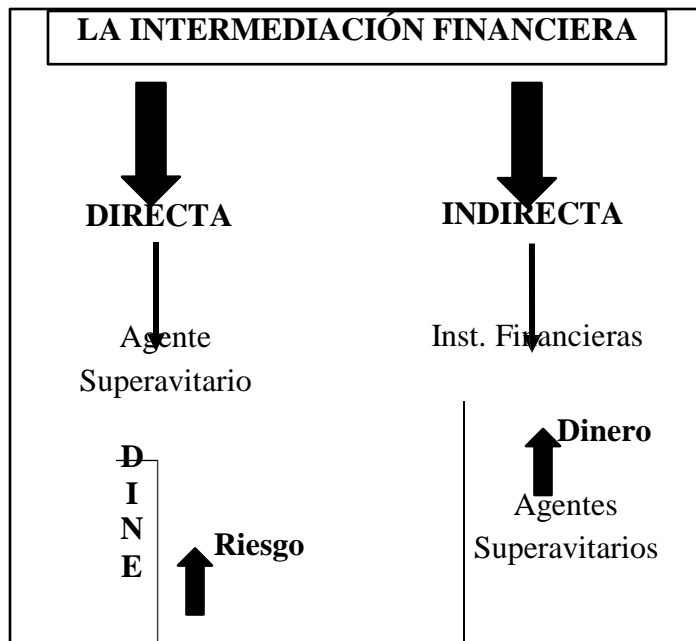 LA INTERMEDIACIÓN FINANCIERA
DIRECTA
INDIRECTA
Agente
Superavitario
Inst. Financieras
D
I
N
E
Riesgo
Dinero
Agentes
Superavitarios